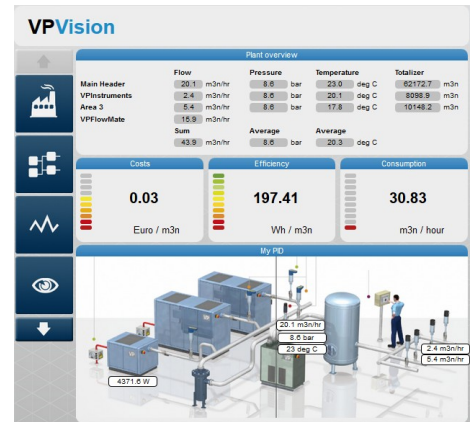 VPVision
Plant overview
Flow Pressure Temperature Totalizer
Main Header 20.1 m3n/hr 8.6 bar 23.0 deg C 62172.7 m3n
VPInstruments 2.4 m3n/hr 8.6 bar 20.1 deg C 8098.9 m3n
Area 3 5.4 m3n/hr 8.6 bar 17.8 deg C 10148.2 m3n
VPFlowMate 15.9 m3n/hr
Sum Average Average
43.9 m3n/hr 8.6 bar 20.3 deg C
Costs Efficiency Consumption
0.03 197.41 30.83
Euro / m3n Wh / m3n m3n / hour
My PID
20.1 m3n/hr
8.6 bar
23 deg C
2.4 m3n/hr
5.4 m3n/hr
4371.6 W